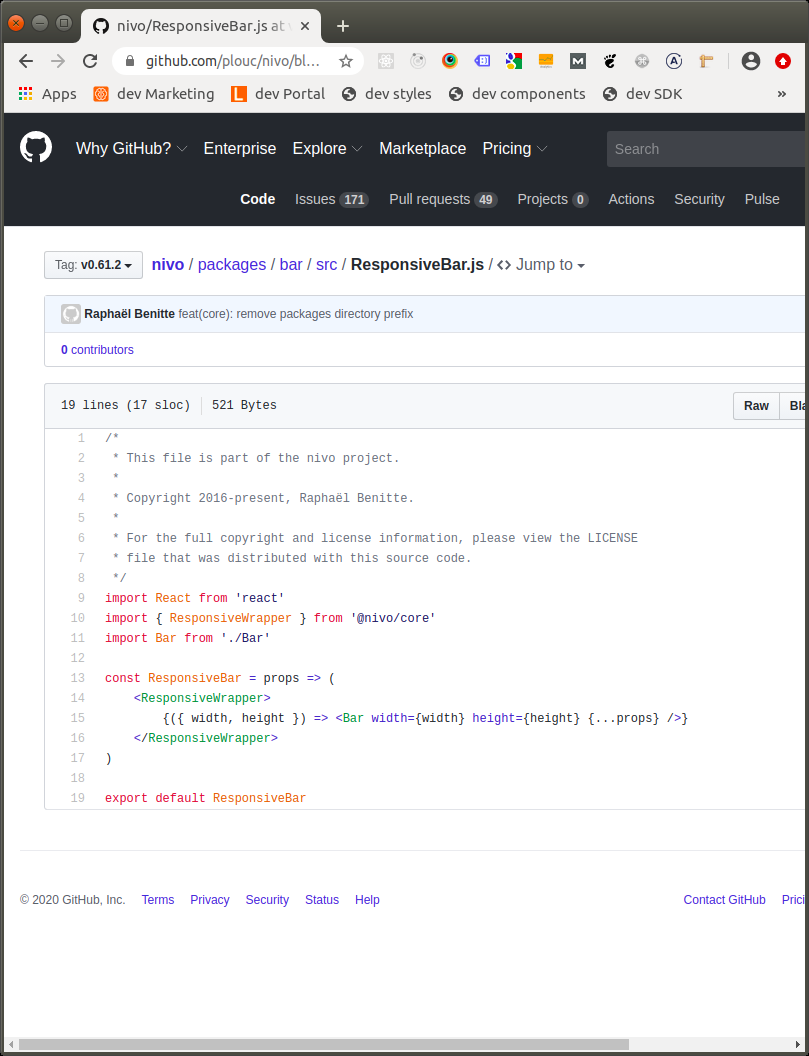 nivo/ResponsiveBar.js at v
github.com/plouc/nivo/bl…
Apps dev Marketing dev Portal dev styles dev components dev SDK »
Why GitHub? Enterprise Explore Marketplace Pricing Search
Code Issues 171 Pull requests 49 Projects 0 Actions Security Pulse
Tag: v0.61.2 nivo / packages / bar / src / ResponsiveBar.js / <> Jump to
Raphaël Benitte feat(core): remove packages directory prefix
0 contributors
19 lines (17 sloc) 521 Bytes Raw Bla
1 /*
2 * This file is part of the nivo project.
3 *
4 * Copyright 2016-present, Raphaël Benitte.
5 *
6 * For the full copyright and license information, please view the LICENSE
7 * file that was distributed with this source code.
8 */
9 import React from 'react'
10 import { ResponsiveWrapper } from '@nivo/core'
11 import Bar from './Bar'
12
13 const ResponsiveBar = props => (
14 <ResponsiveWrapper>
15 {({ width, height }) => <Bar width={width} height={height} {...props} />}
16 </ResponsiveWrapper>
17 )
18
19 export default ResponsiveBar
© 2020 GitHub, Inc. Terms Privacy Security Status Help Contact GitHub Prici